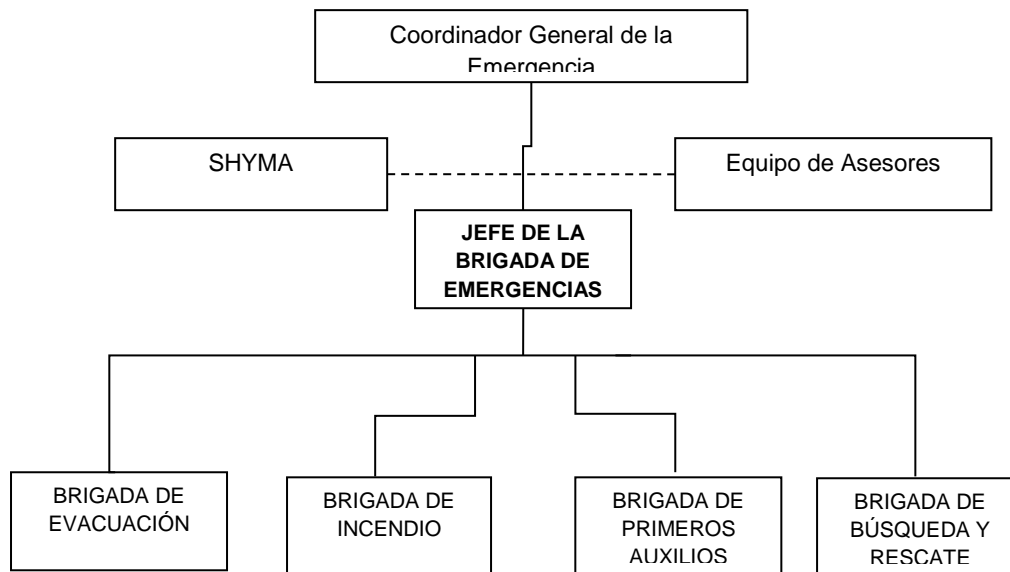 Coordinador General de la
Emergencia
SHYMA
Equipo de Asesores
JEFE DE LA
BRIGADA DE
EMERGENCIAS
BRIGADA DE
EVACUACIÓN
BRIGADA DE
INCENDIO
BRIGADA DE
PRIMEROS
AUXILIOS
BRIGADA DE
BÚSQUEDA Y
RESCATE